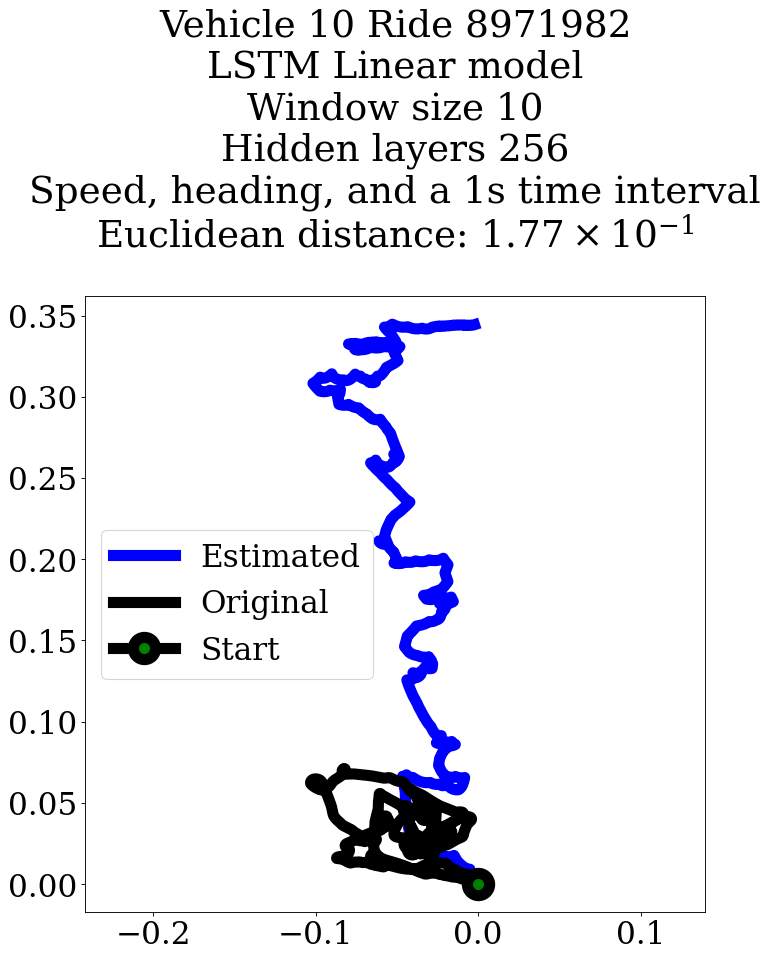 Vehicle 10 Ride 8971982
LSTM Linear model
Window size 10
Hidden layers 256
Speed, heading, and a 1s time interval
Euclidean distance: 1.77 × 10⁻¹
0.35
0.30
0.25
0.20
0.15
0.10
0.05
0.00
Estimated
Original
Start
−0.2 −0.1 0.0 0.1